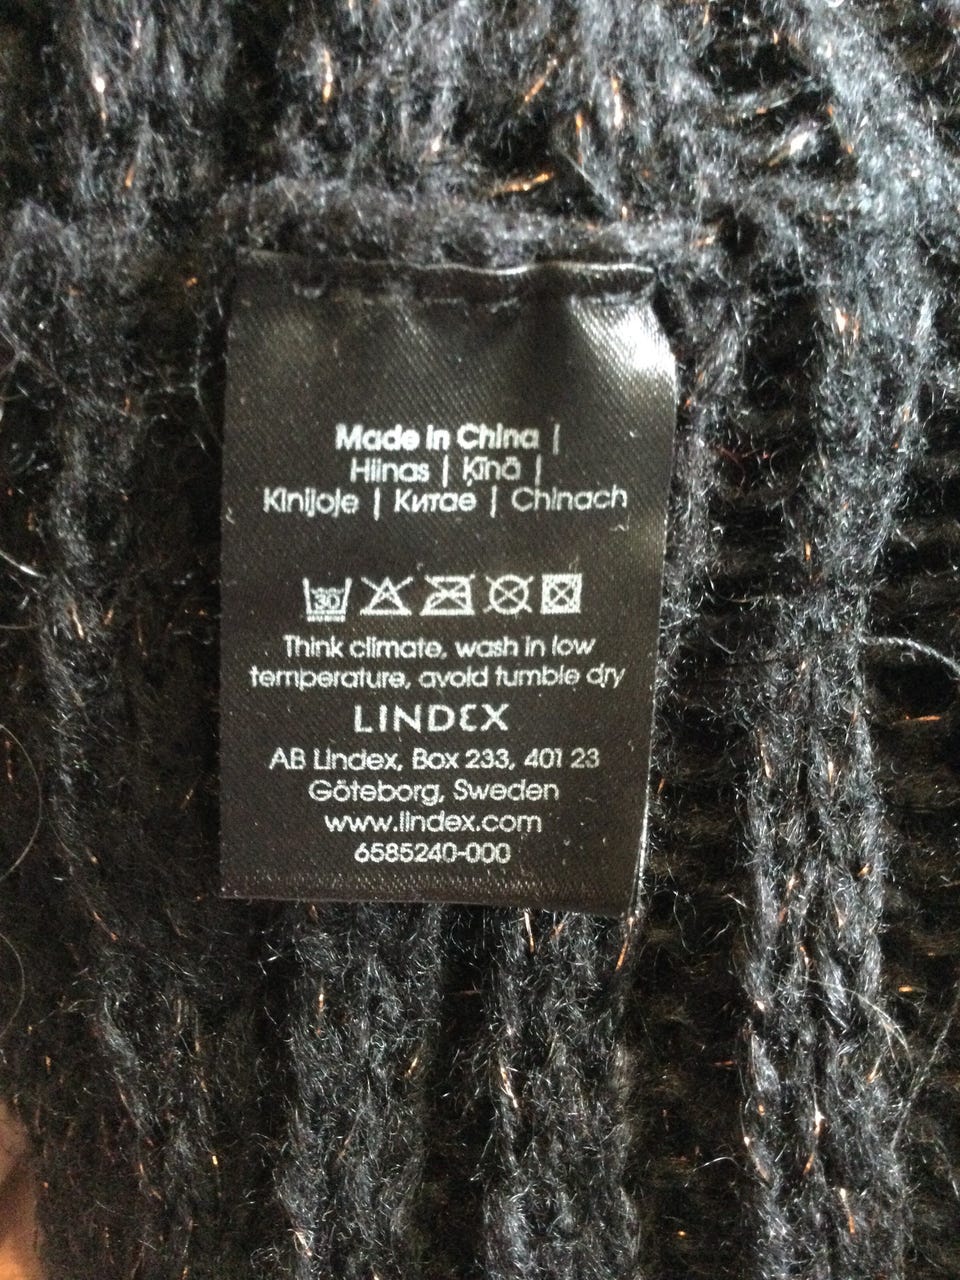 Made in China |
Hiinas | Ķīnā |
Kinijoje | Китае | Chinach
30
Think climate, wash in low
temperature, avoid tumble dry
LINDEX
AB Lindex, Box 233, 401 23
Göteborg, Sweden
www.lindex.com
6585240-000